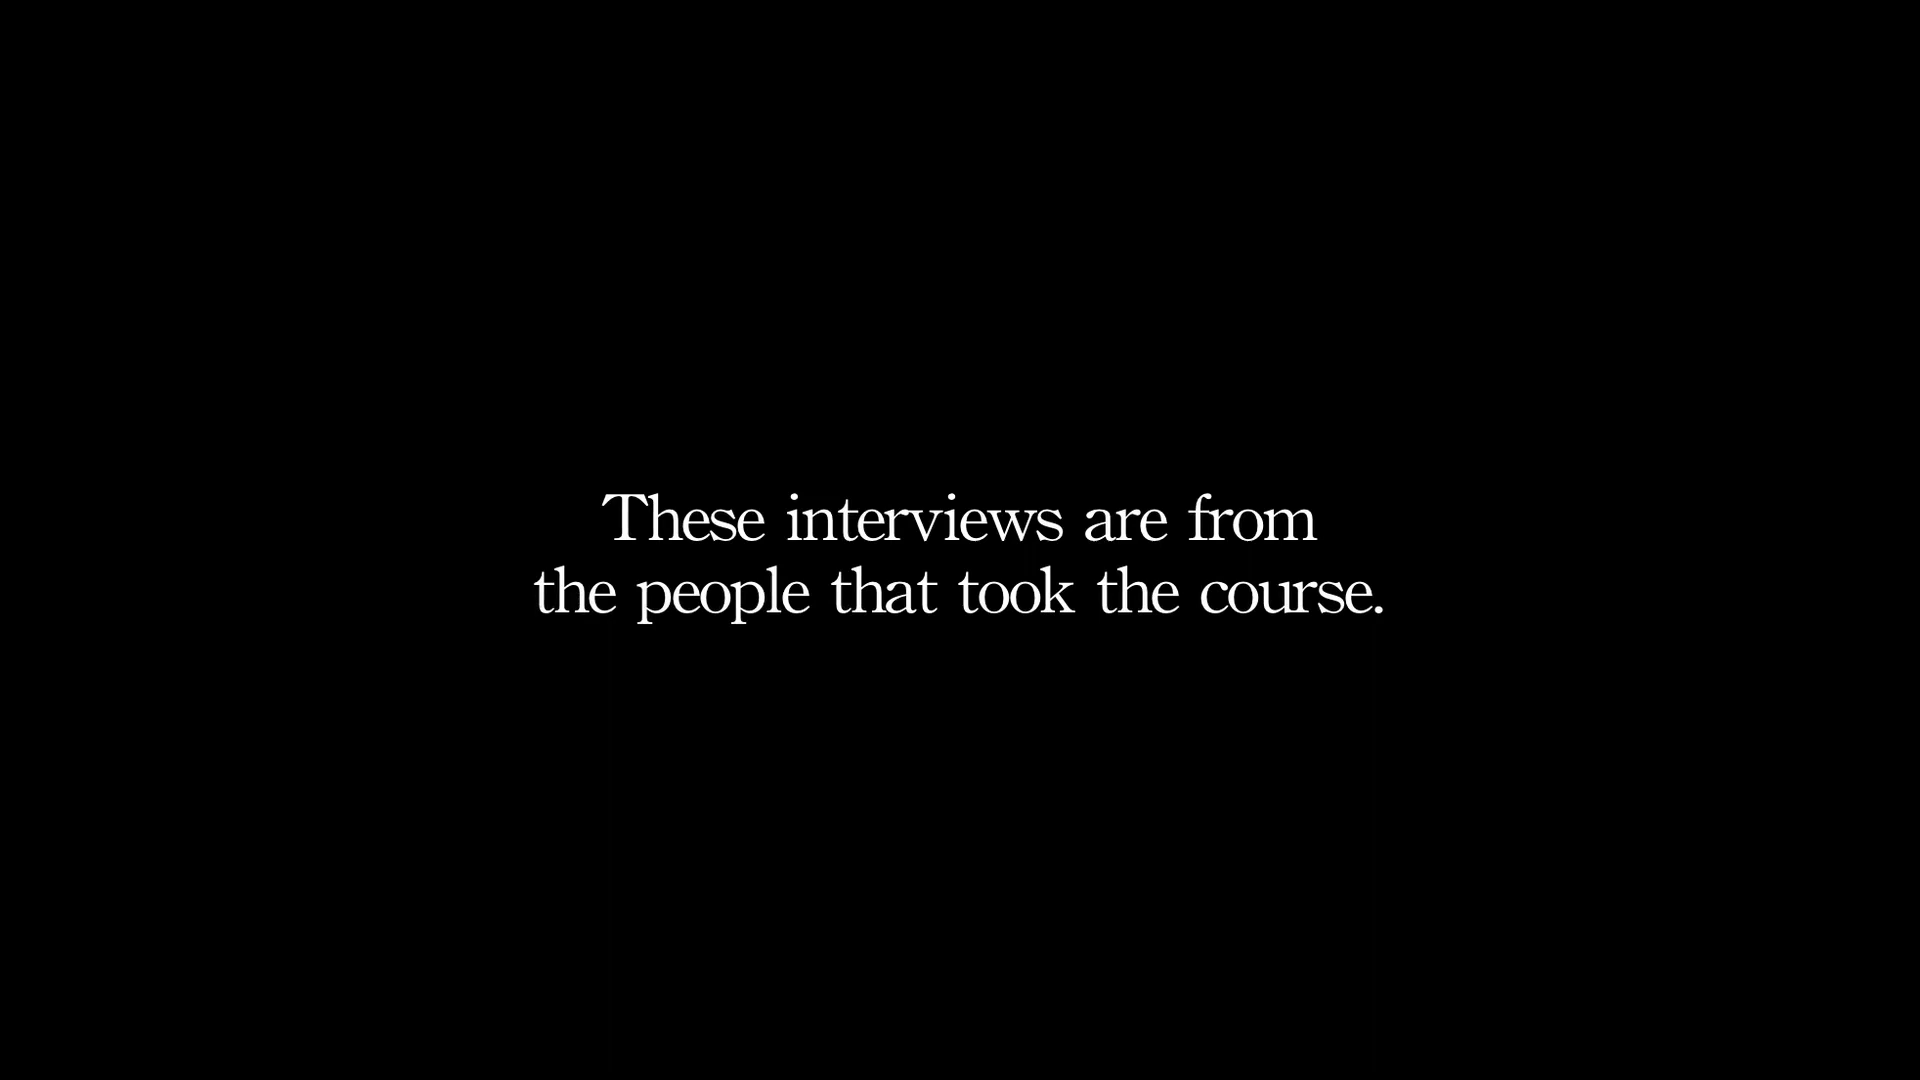 These interviews are from
the people that took the course.